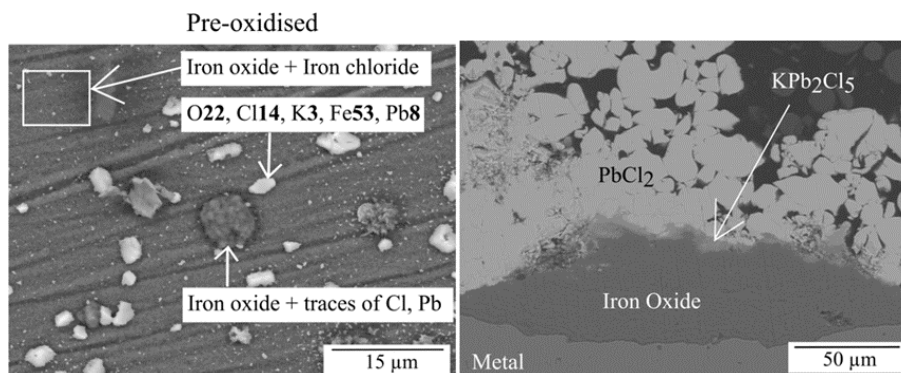 Pre-oxidised
Iron oxide + Iron chloride
O22, Cl14, K3, Fe53, Pb8
Iron oxide + traces of Cl, Pb
15 µm
KPb₂Cl₅
PbCl₂
Iron Oxide
Metal
50 µm